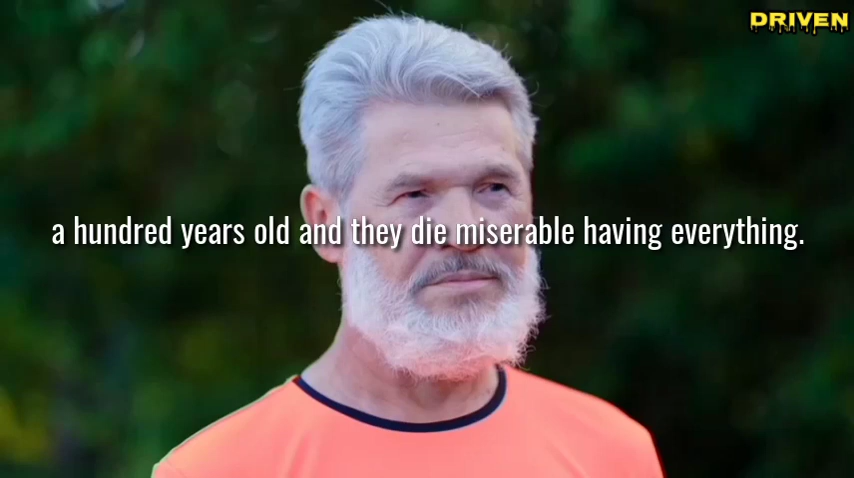 DRIVEN
a hundred years old and they die miserable having everything.